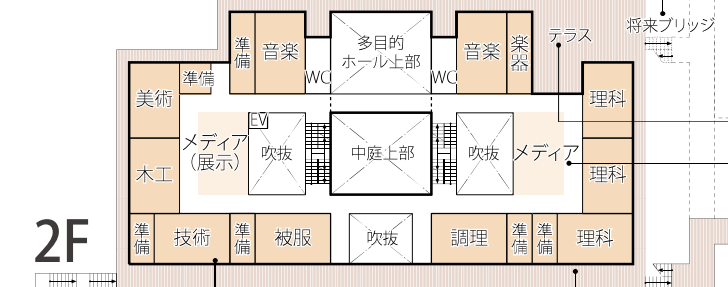 将来ブリッジ
テラス
準備
音楽
多目的
ホール上部
音楽
楽器
WC
WC
準備
美術
理科
EV
メディア
（展示）
吹抜
中庭上部
吹抜
メディア
木工
理科
2F
準備
技術
準備
被服
吹抜
調理
準備
準備
理科